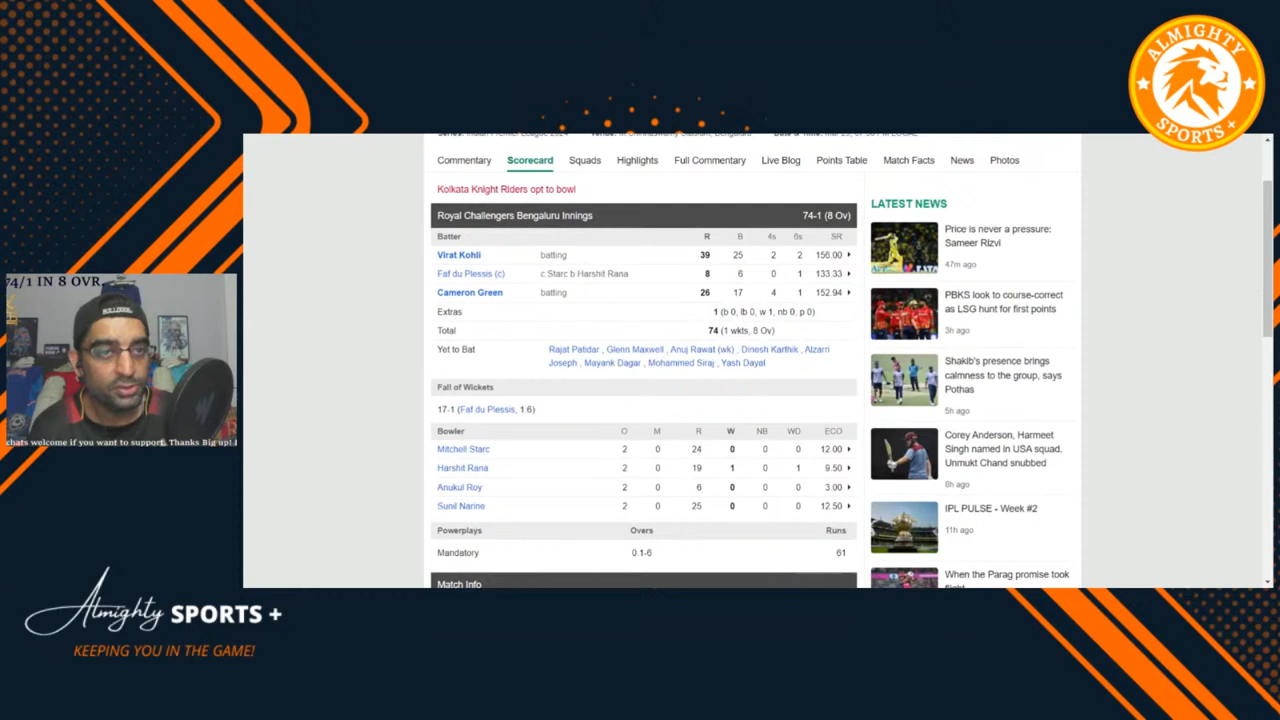 ALMIGHTY
SPORTS+
Commentary Scorecard Squads Highlights Full Commentary Live Blog Points Table Match Facts News Photos
Kolkata Knight Riders opt to bowl
Royal Challengers Bengaluru Innings 74-1 (8 Ov)
Batter R B 4s 6s SR
Virat Kohli batting 39 25 2 2 156.00
Faf du Plessis (c) c Starc b Harshit Rana 8 6 0 1 133.33
Cameron Green batting 26 17 4 1 152.94
Extras 1 (b 0, lb 0, w 1, nb 0, p 0)
Total 74 (1 wkts, 8 Ov)
Yet to Bat Rajat Patidar , Glenn Maxwell , Anuj Rawat (wk) , Dinesh Karthik , Alzarri
Joseph , Mayank Dagar , Mohammed Siraj , Yash Dayal
Fall of Wickets
17-1 (Faf du Plessis, 1.6)
Bowler O M R W NB WD ECO
Mitchell Starc 2 0 24 0 0 0 12.00
Harshit Rana 2 0 19 1 0 1 9.50
Anukul Roy 2 0 6 0 0 0 3.00
Sunil Narine 2 0 25 0 0 0 12.50
Powerplays Overs Runs
Mandatory 0.1-6 61
Match Info
LATEST NEWS
Price is never a pressure:
Sameer Rizvi
47m ago
PBKS look to course-correct
as LSG hunt for first points
3h ago
Shakib's presence brings
calmness to the group, says
Pothas
5h ago
Corey Anderson, Harmeet
Singh named in USA squad,
Unmukt Chand snubbed
8h ago
IPL PULSE - Week #2
11h ago
When the Parag promise took
74/1 IN 8 OVR.
chats welcome if you want to support. Thanks Big up!
Almighty SPORTS +
KEEPING YOU IN THE GAME!